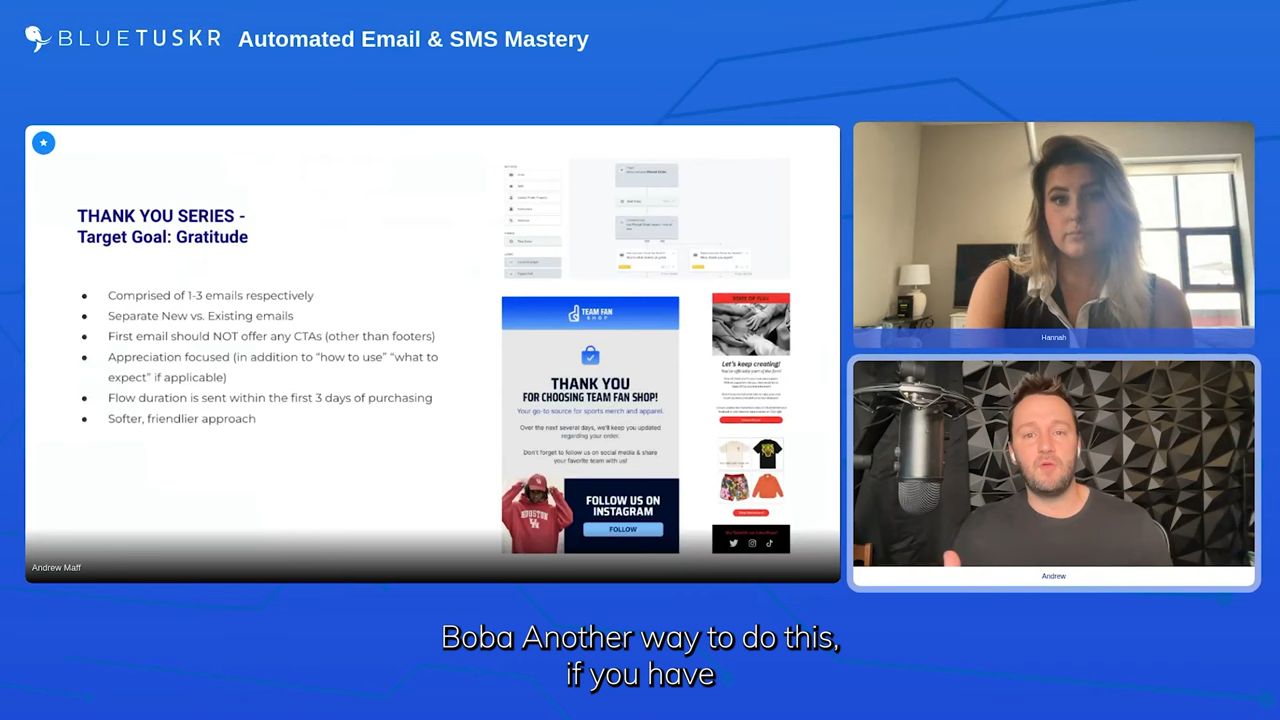 BLUETUSKR Automated Email & SMS Mastery
THANK YOU SERIES -
Target Goal: Gratitude
● Comprised of 1-3 emails respectively
● Separate New vs. Existing emails
● First email should NOT offer any CTAs (other than footers)
● Appreciation focused (in addition to “how to use” “what to
expect” if applicable)
● Flow duration is sent within the first 3 days of purchasing
● Softer, friendlier approach
TEAM FAN
SHOP
THANK YOU
FOR CHOOSING TEAM FAN SHOP!
Your go-to source for sports merch and apparel.
Over the next several days, we'll keep you updated
regarding your order.
Don't forget to follow us on social media & share
your favorite team with us!
HOUSTON
FOLLOW US ON
INSTAGRAM
FOLLOW
Let's keep creating!
Andrew Maff
Hannah
Andrew
Boba Another way to do this,
if you have